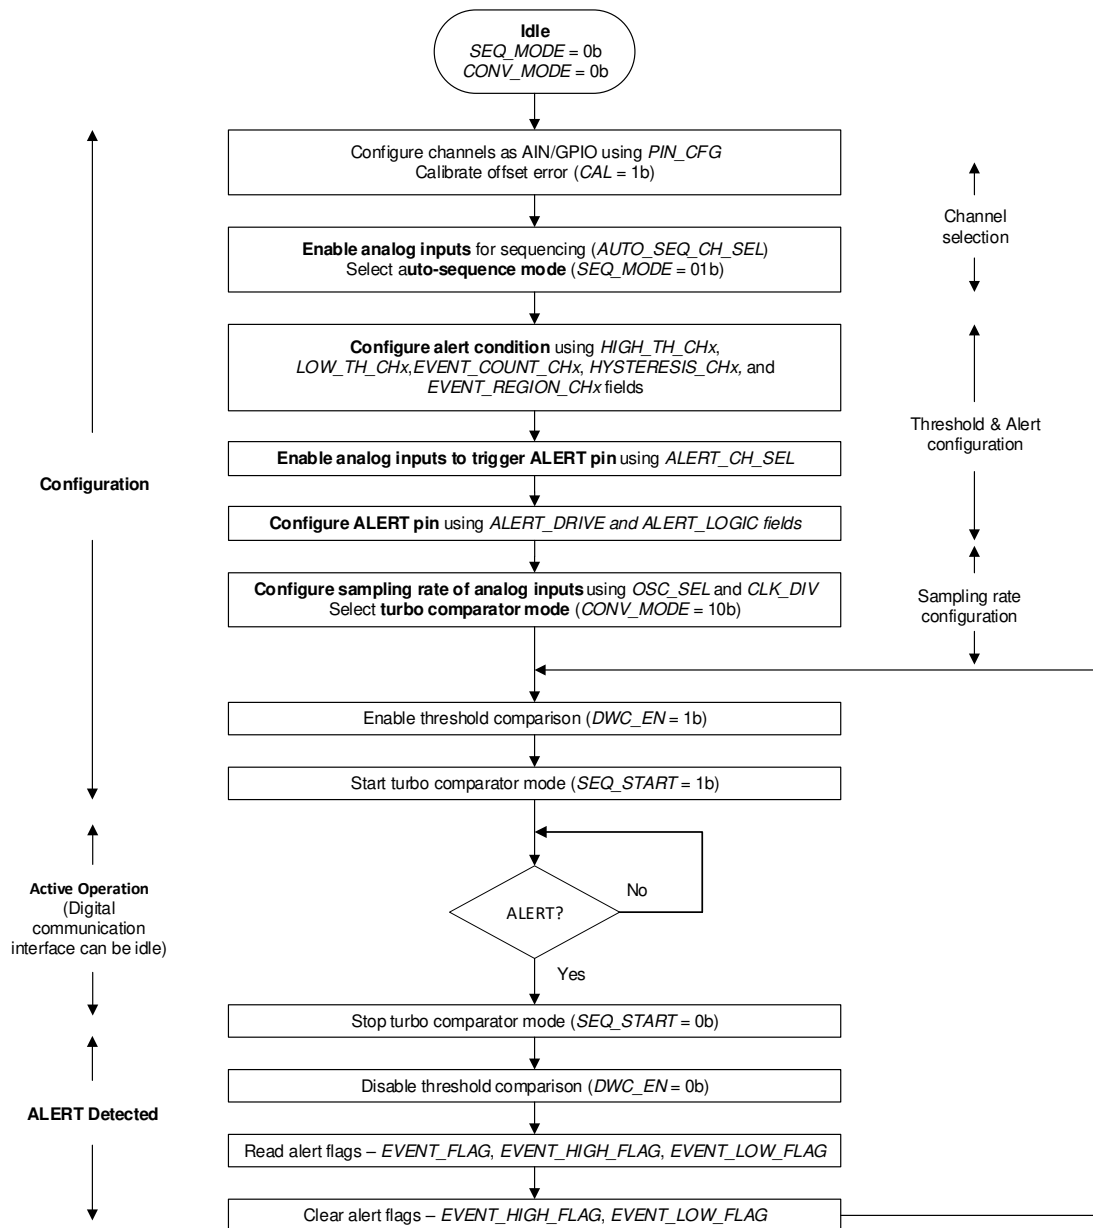 Idle
SEQ_MODE = 0b
CONV_MODE = 0b
Configure channels as AIN/GPIO using PIN_CFG
Calibrate offset error (CAL = 1b)
Channel
selection
Enable analog inputs for sequencing (AUTO_SEQ_CH_SEL)
Select auto-sequence mode (SEQ_MODE = 01b)
Configure alert condition using HIGH_TH_CHx,
LOW_TH_CHx,EVENT_COUNT_CHx, HYSTERESIS_CHx, and
EVENT_REGION_CHx fields
Threshold & Alert
configuration
Enable analog inputs to trigger ALERT pin using ALERT_CH_SEL
Configuration
Configure ALERT pin using ALERT_DRIVE and ALERT_LOGIC fields
Configure sampling rate of analog inputs using OSC_SEL and CLK_DIV
Select turbo comparator mode (CONV_MODE = 10b)
Sampling rate
configuration
Enable threshold comparison (DWC_EN = 1b)
Start turbo comparator mode (SEQ_START = 1b)
Active Operation
(Digital
communication
interface can be idle)
ALERT?
No
Yes
Stop turbo comparator mode (SEQ_START = 0b)
Disable threshold comparison (DWC_EN = 0b)
ALERT Detected
Read alert flags – EVENT_FLAG, EVENT_HIGH_FLAG, EVENT_LOW_FLAG
Clear alert flags – EVENT_HIGH_FLAG, EVENT_LOW_FLAG